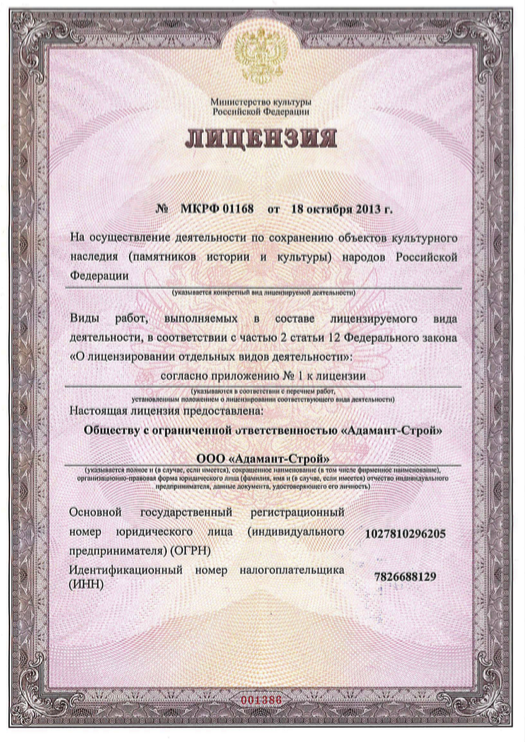 Министерство культуры
Российской Федерации
ЛИЦЕНЗИЯ
№ МКРФ 01168 от 18 октября 2013 г.
На осуществление деятельности по сохранению объектов культурного
наследия (памятников истории и культуры) народов Российской
Федерации
(указывается конкретный вид лицензируемой деятельности)
Виды работ, выполняемых в составе лицензируемого вида
деятельности, в соответствии с частью 2 статьи 12 Федерального закона
«О лицензировании отдельных видов деятельности»:
согласно приложению № 1 к лицензии
(указываются в соответствии с перечнем работ,
установленным положением о лицензировании соответствующего вида деятельности)
Настоящая лицензия предоставлена:
Обществу с ограниченной ответственностью «Адамант-Строй»
ООО «Адамант-Строй»
(указывается полное и (в случае, если имеется), сокращенное наименование (в том числе фирменное наименование),
организационно-правовая форма юридического лица (фамилия, имя и (в случае, если имеется) отчество индивидуального
предпринимателя, данные документа, удостоверяющего его личность)
Основной государственный регистрационный
номер юридического лица (индивидуального
предпринимателя) (ОГРН)
1027810296205
Идентификационный номер налогоплательщика
(ИНН)
7826688129
001386